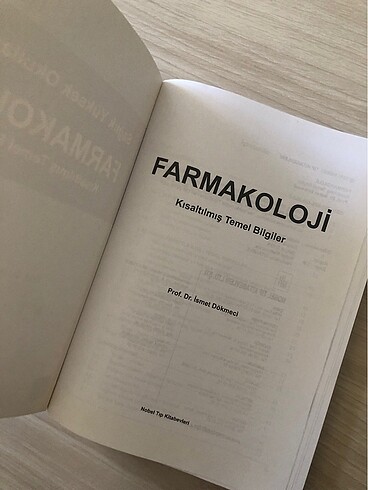 FARMAKOLOJİ
Kısaltılmış Temel Bilgiler
Prof. Dr. İsmet Dökmeci
Nobel Tıp Kitabevleri